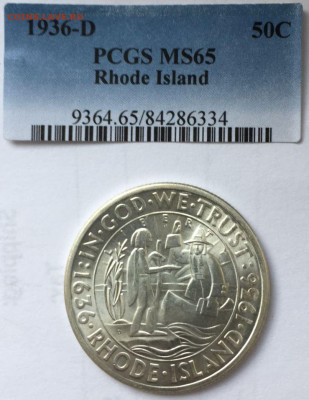 1936-D 50C
PCGS MS65
Rhode Island
9364.65/84286334
1636·IN·GOD·WE·TRUST·1936
LIBERTY
RHODE·ISLAND